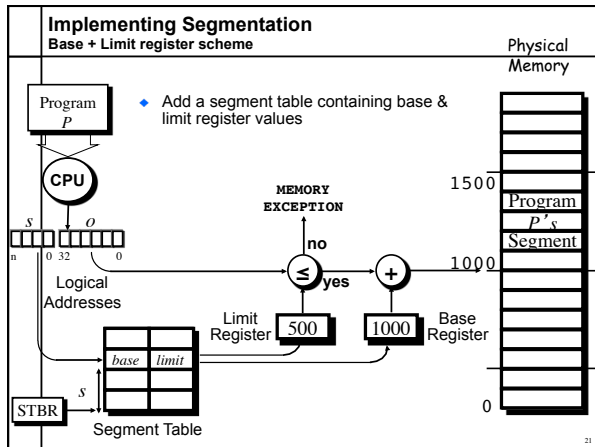 Implementing Segmentation
Base + Limit register scheme
Physical
Memory
Program
P
Add a segment table containing base &
limit register values
CPU
1500
MEMORY
EXCEPTION
Program
P's
Segment
s
o
no
n
0
32
0
≤
yes
+
1000
Logical
Addresses
Limit
Register
500
1000
Base
Register
base
limit
s
STBR
0
Segment Table
21